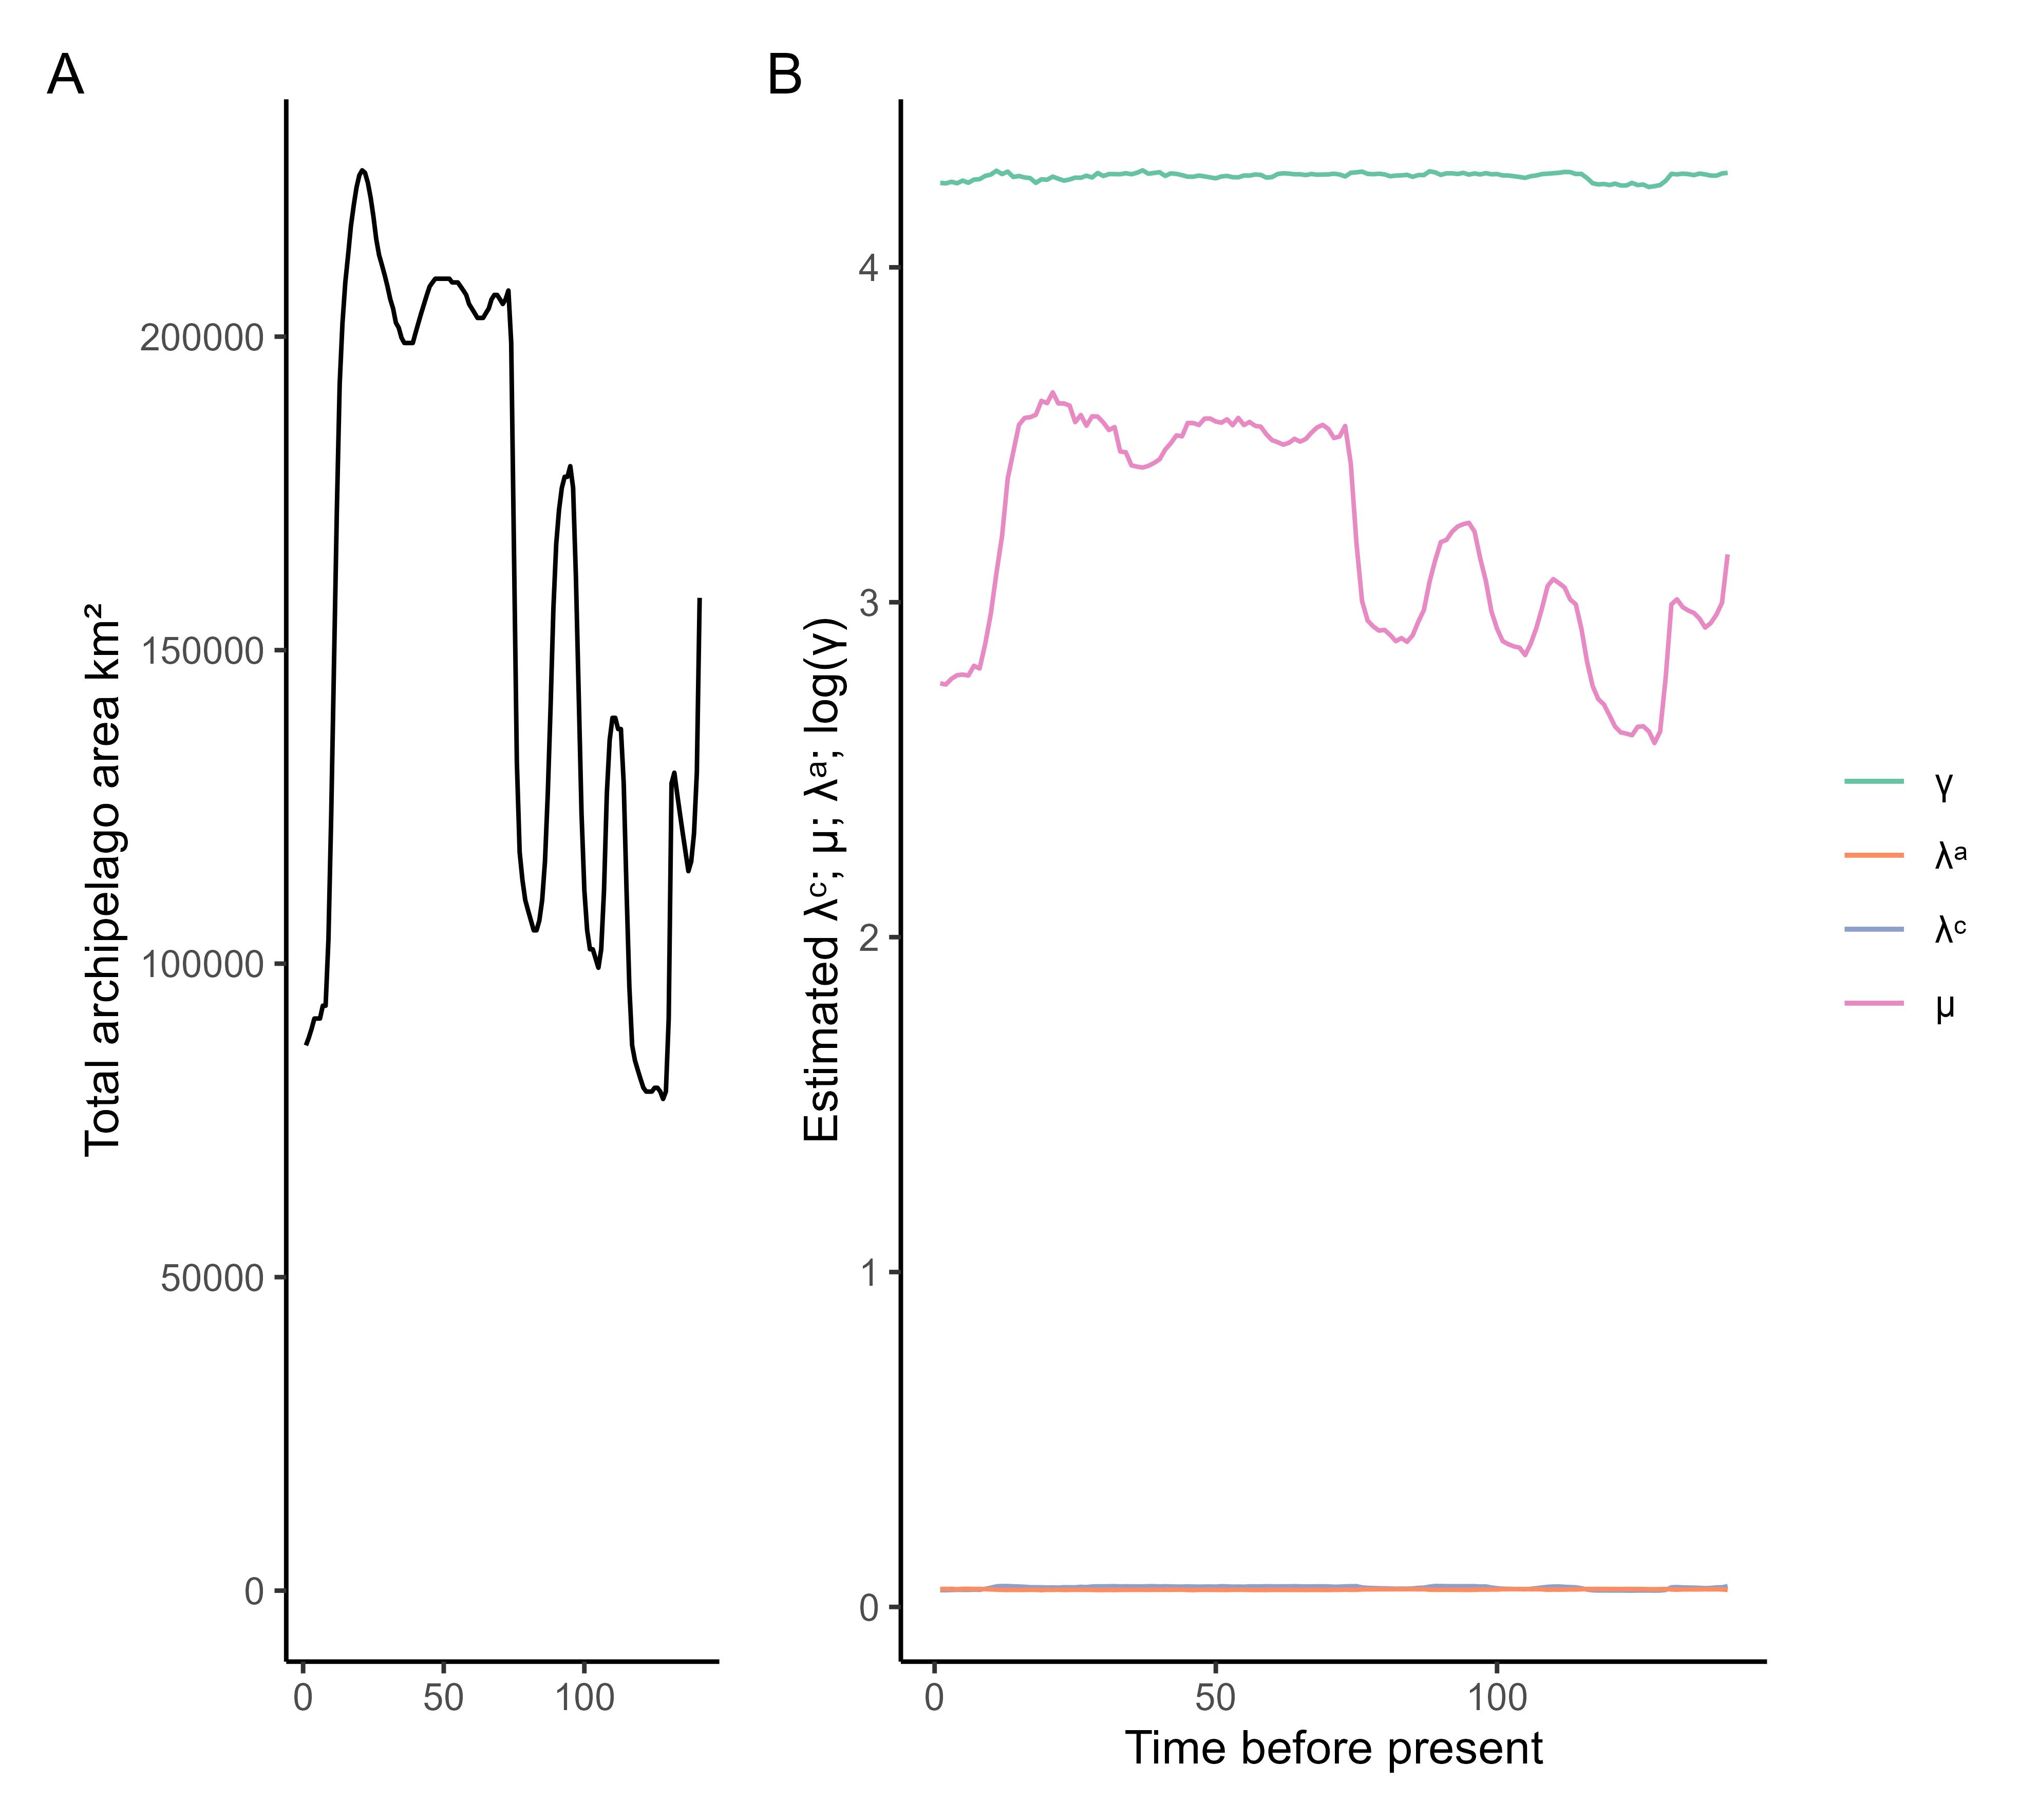 A
B
Total archipelago area km²
200000
150000
100000
50000
0
0
50
100
Estimated λᶜ; μ; λᵃ; log(γ)
4
3
2
1
0
0
50
100
Time before present
γ
λᵃ
λᶜ
μ